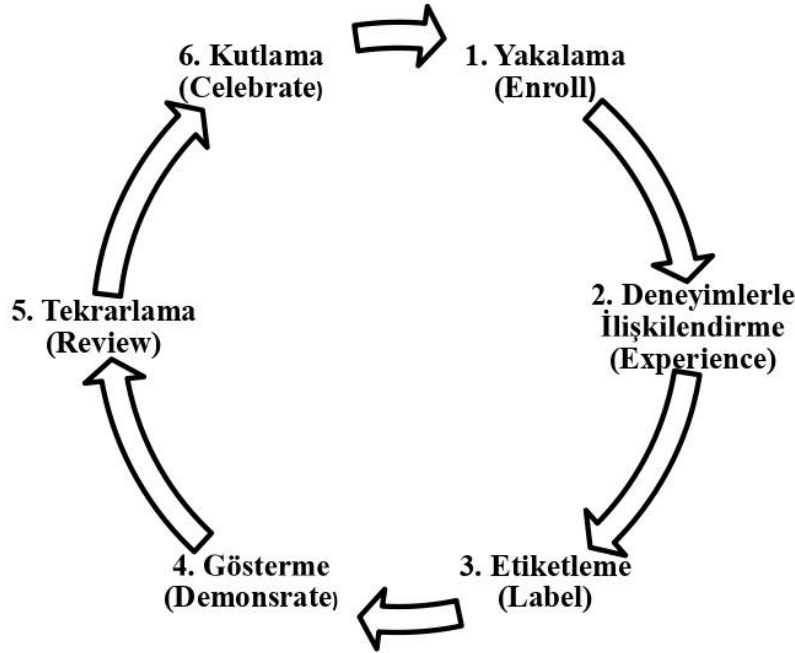 1. Yakalama
(Enroll)
2. Deneyimlerle
İlişkilendirme
(Experience)
3. Etiketleme
(Label)
4. Gösterme
(Demonsrate)
5. Tekrarlama
(Review)
6. Kutlama
(Celebrate)